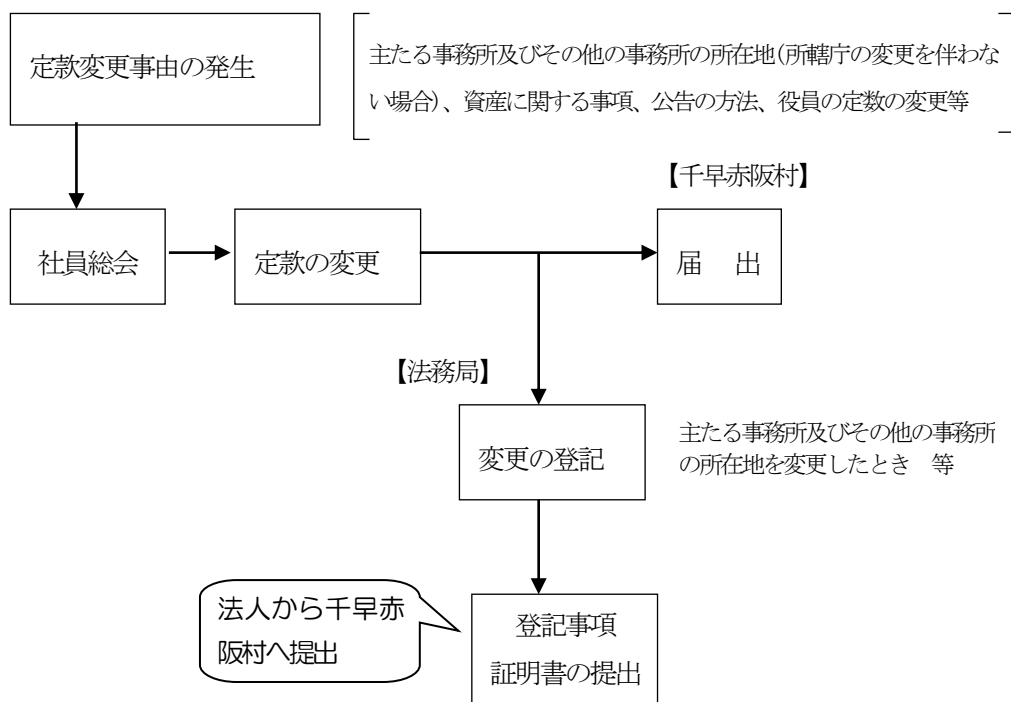 定款変更事由の発生
主たる事務所及びその他の事務所の所在地(所轄庁の変更を伴わな
い場合)、資産に関する事項、公告の方法、役員の定数の変更等
【千早赤阪村】
社員総会
定款の変更
届　出
【法務局】
変更の登記
主たる事務所及びその他の事務所
の所在地を変更したとき　等
法人から千早赤
阪村へ提出
登記事項
証明書の提出